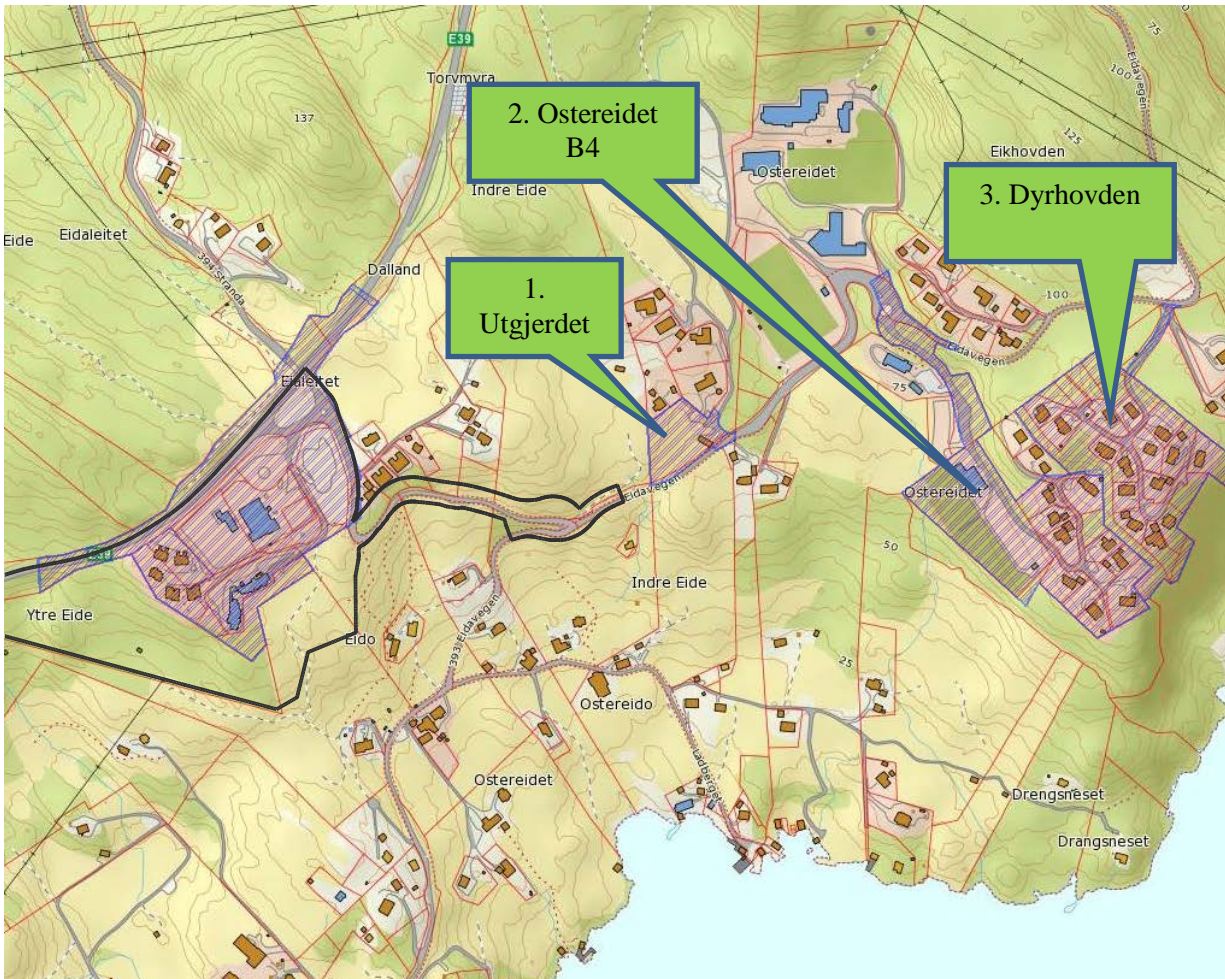 E39
Torvmyra
75
100
Eidavegen
137
2. Ostereidet
B4
125
Eikhovden
Ostereidet
3. Dyrhovden
Indre Eide
Eide
Eidaleitet
394 Stranda
Dalland
1.
Utgjerdet
100
Eidavegen
Eidaleitet
75
Eidavegen
Ostereidet
E39
50
Indre Eide
Ytre Eide
Eido
393 Eidavegen
25
Ostereido
Ladberget
Ostereidet
Drengsneset
Drangsneset